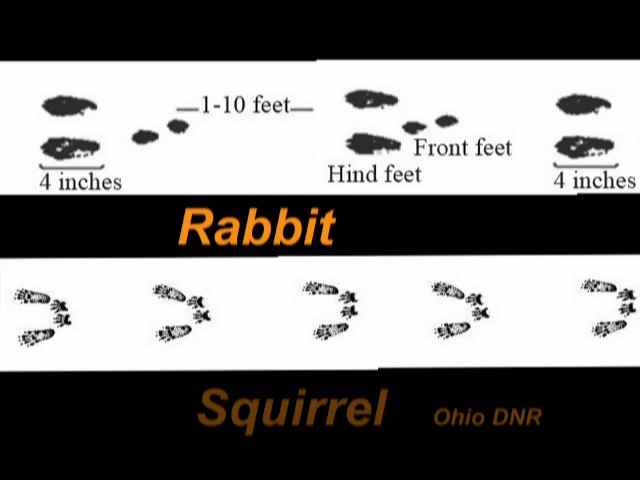 1-10 feet
Front feet
Hind feet
4 inches
4 inches
Rabbit
Squirrel
Ohio DNR